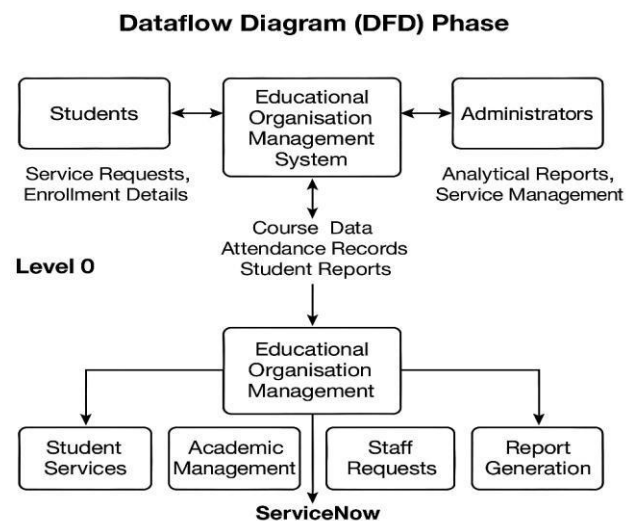 Dataflow Diagram (DFD) Phase
Students
Educational
Organisation
Management
System
Administrators
Service Requests,
Enrollment Details
Analytical Reports,
Service Management
Course Data
Attendance Records
Student Reports
Level 0
Educational
Organisation
Management
Student
Services
Academic
Management
Staff
Requests
Report
Generation
ServiceNow